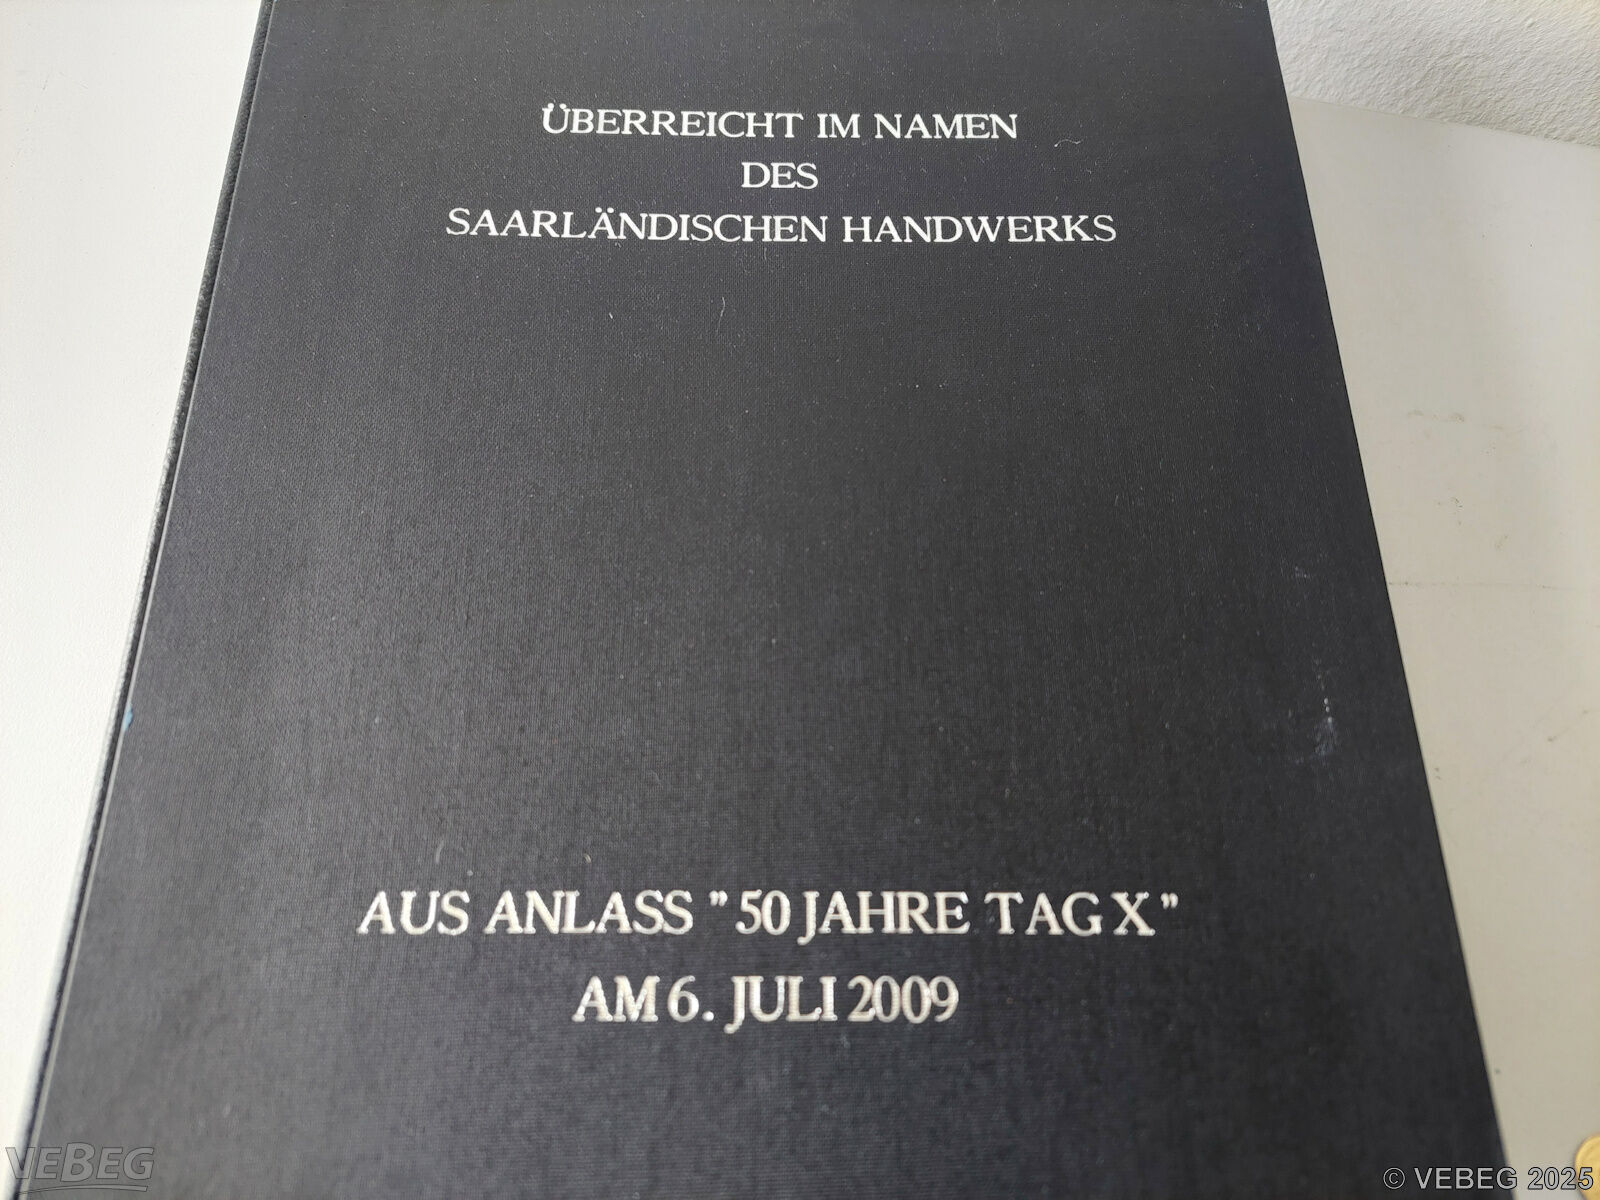 ÜBERREICHT IM NAMEN
DES
SAARLÄNDISCHEN HANDWERKS
AUS ANLASS "50 JAHRE TAG X"
AM 6. JULI 2009
VEBEG
© VEBEG 2025